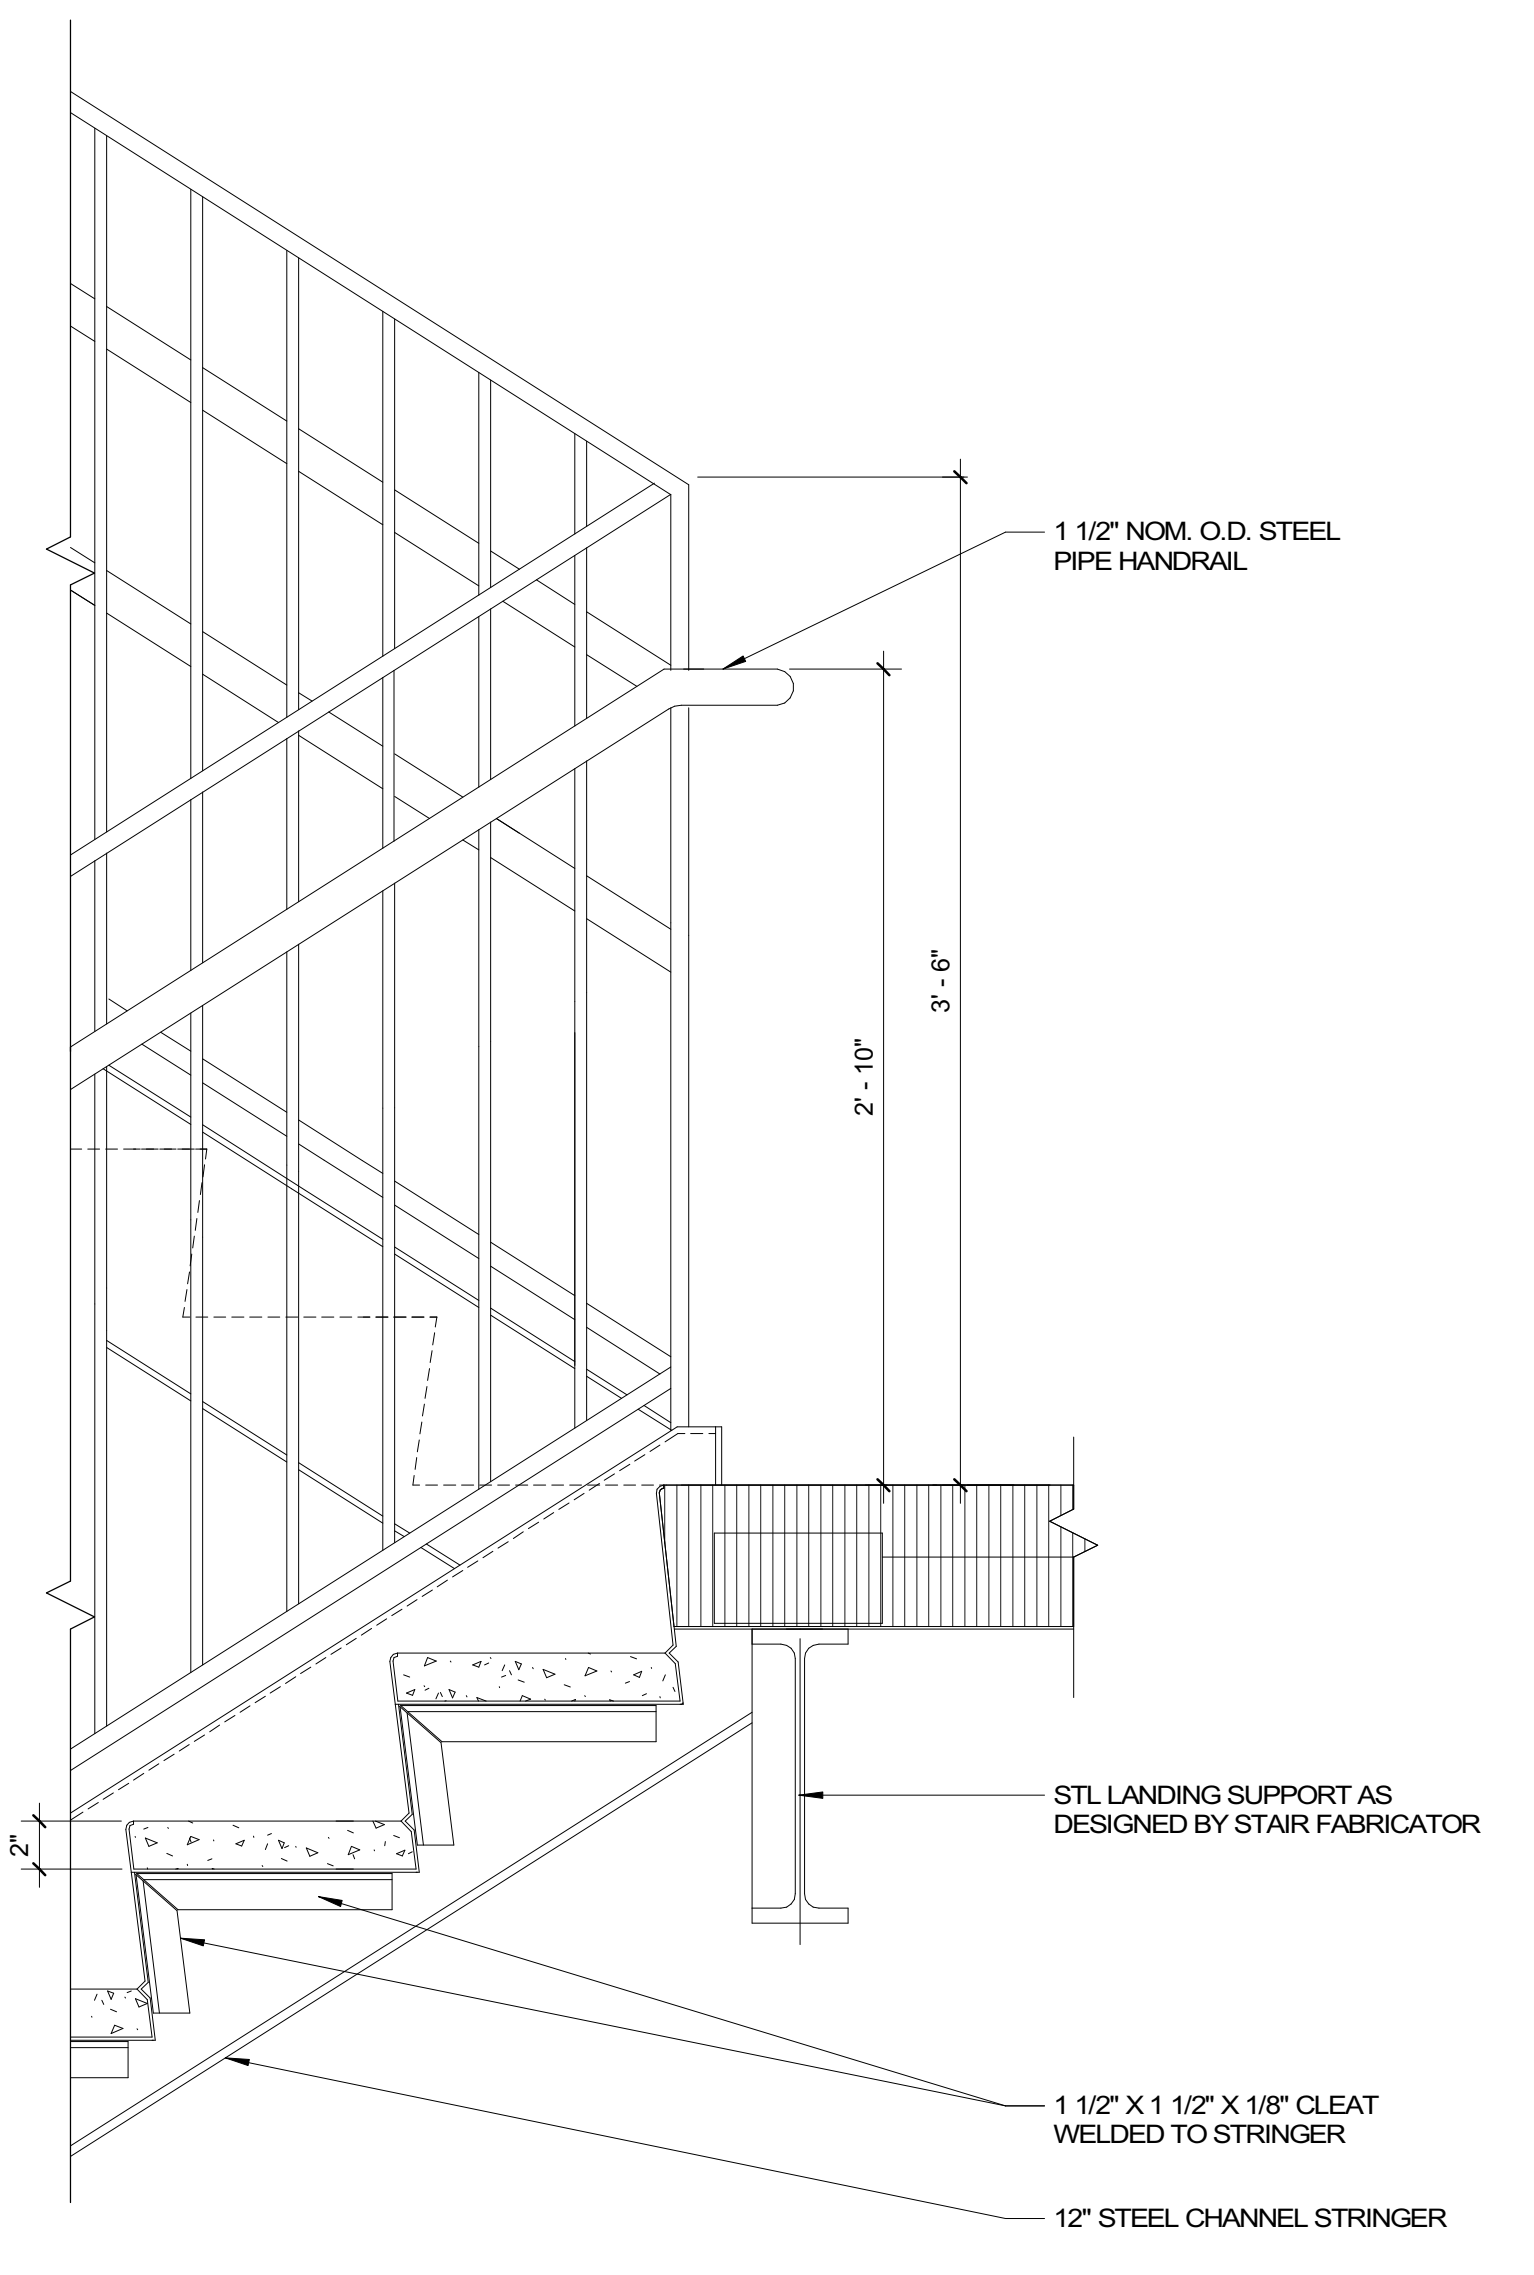 1 1/2" NOM. O.D. STEEL
PIPE HANDRAIL
3' - 6"
2' - 10"
STL LANDING SUPPORT AS
DESIGNED BY STAIR FABRICATOR
2"
1 1/2" X 1 1/2" X 1/8" CLEAT
WELDED TO STRINGER
12" STEEL CHANNEL STRINGER